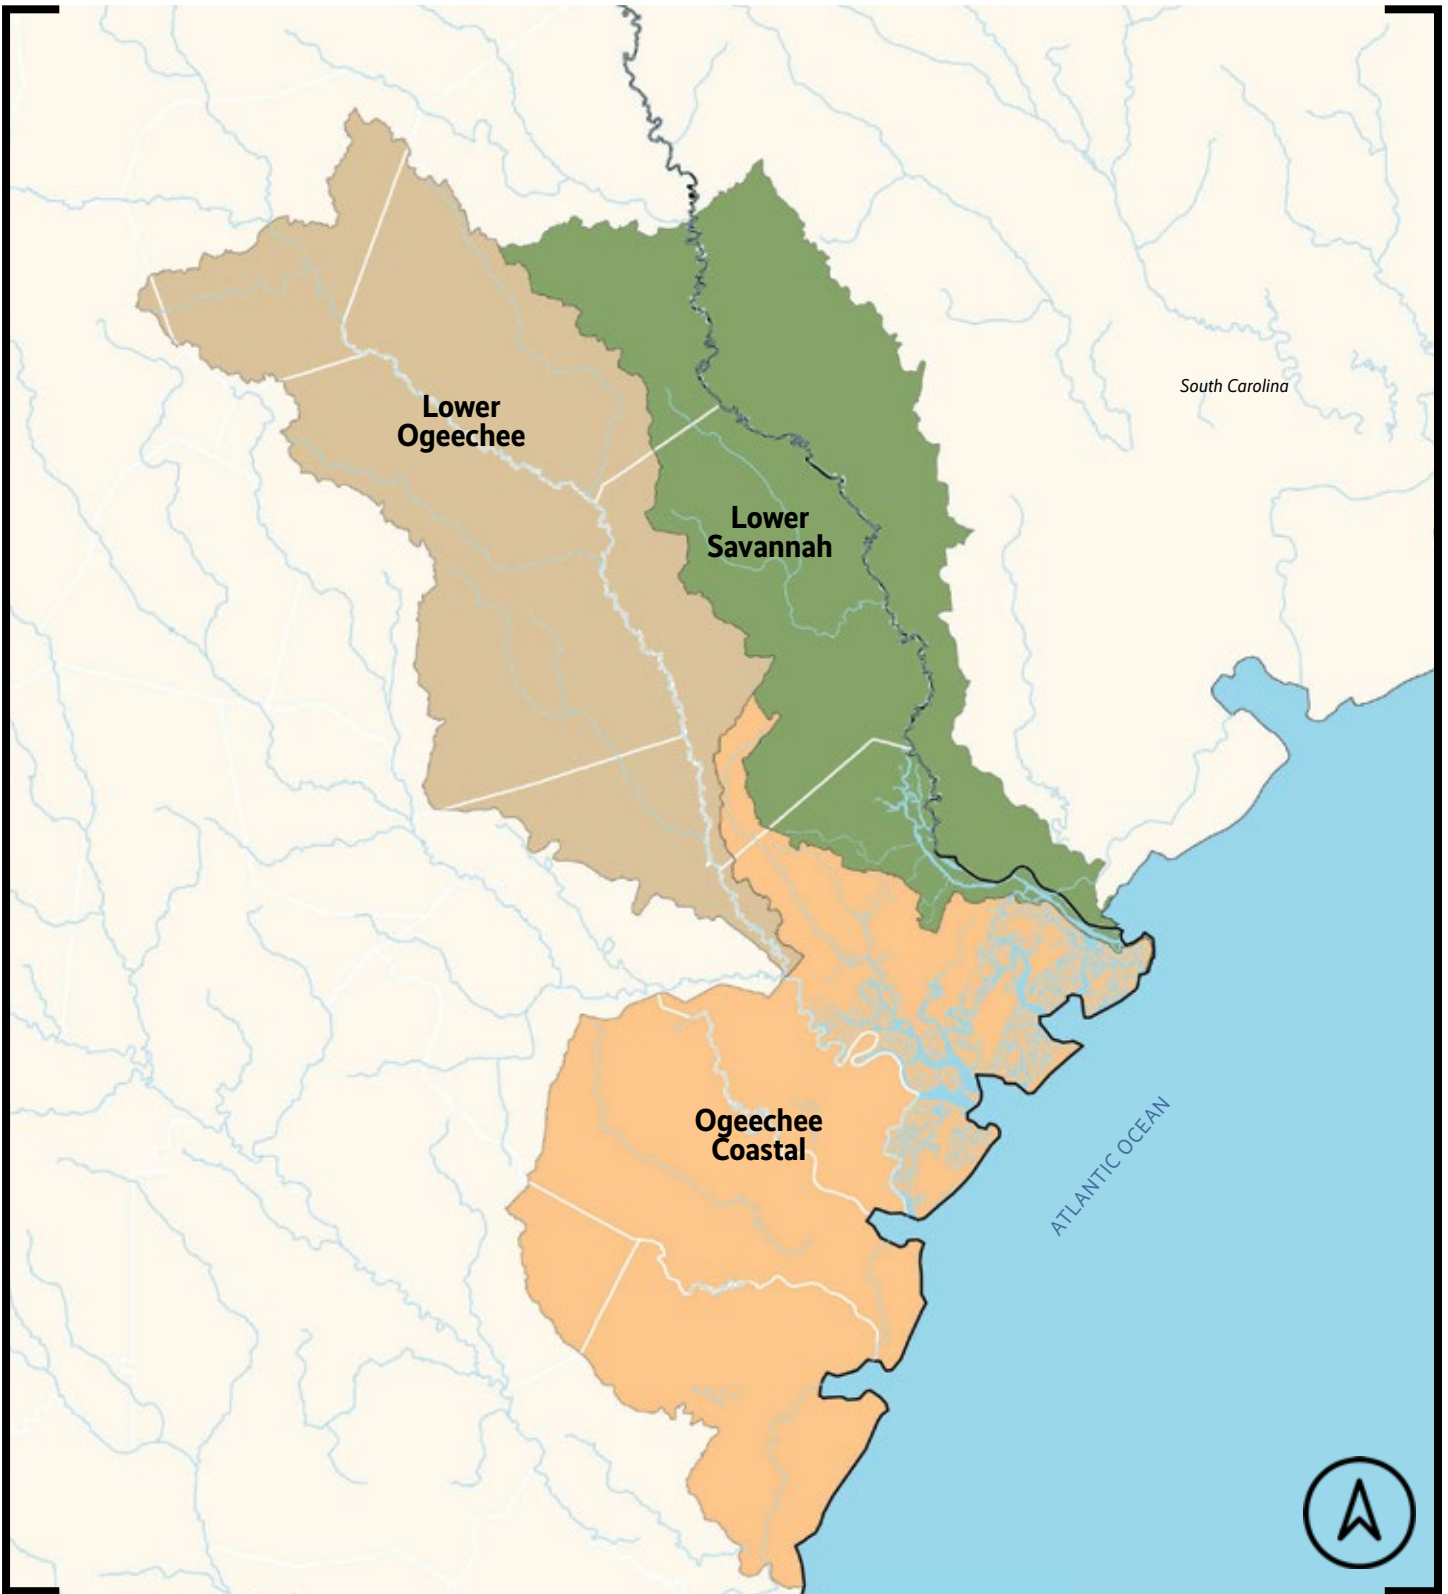 South Carolina
Lower
Ogeechee
Lower
Savannah
Ogeechee
Coastal
ATLANTIC OCEAN